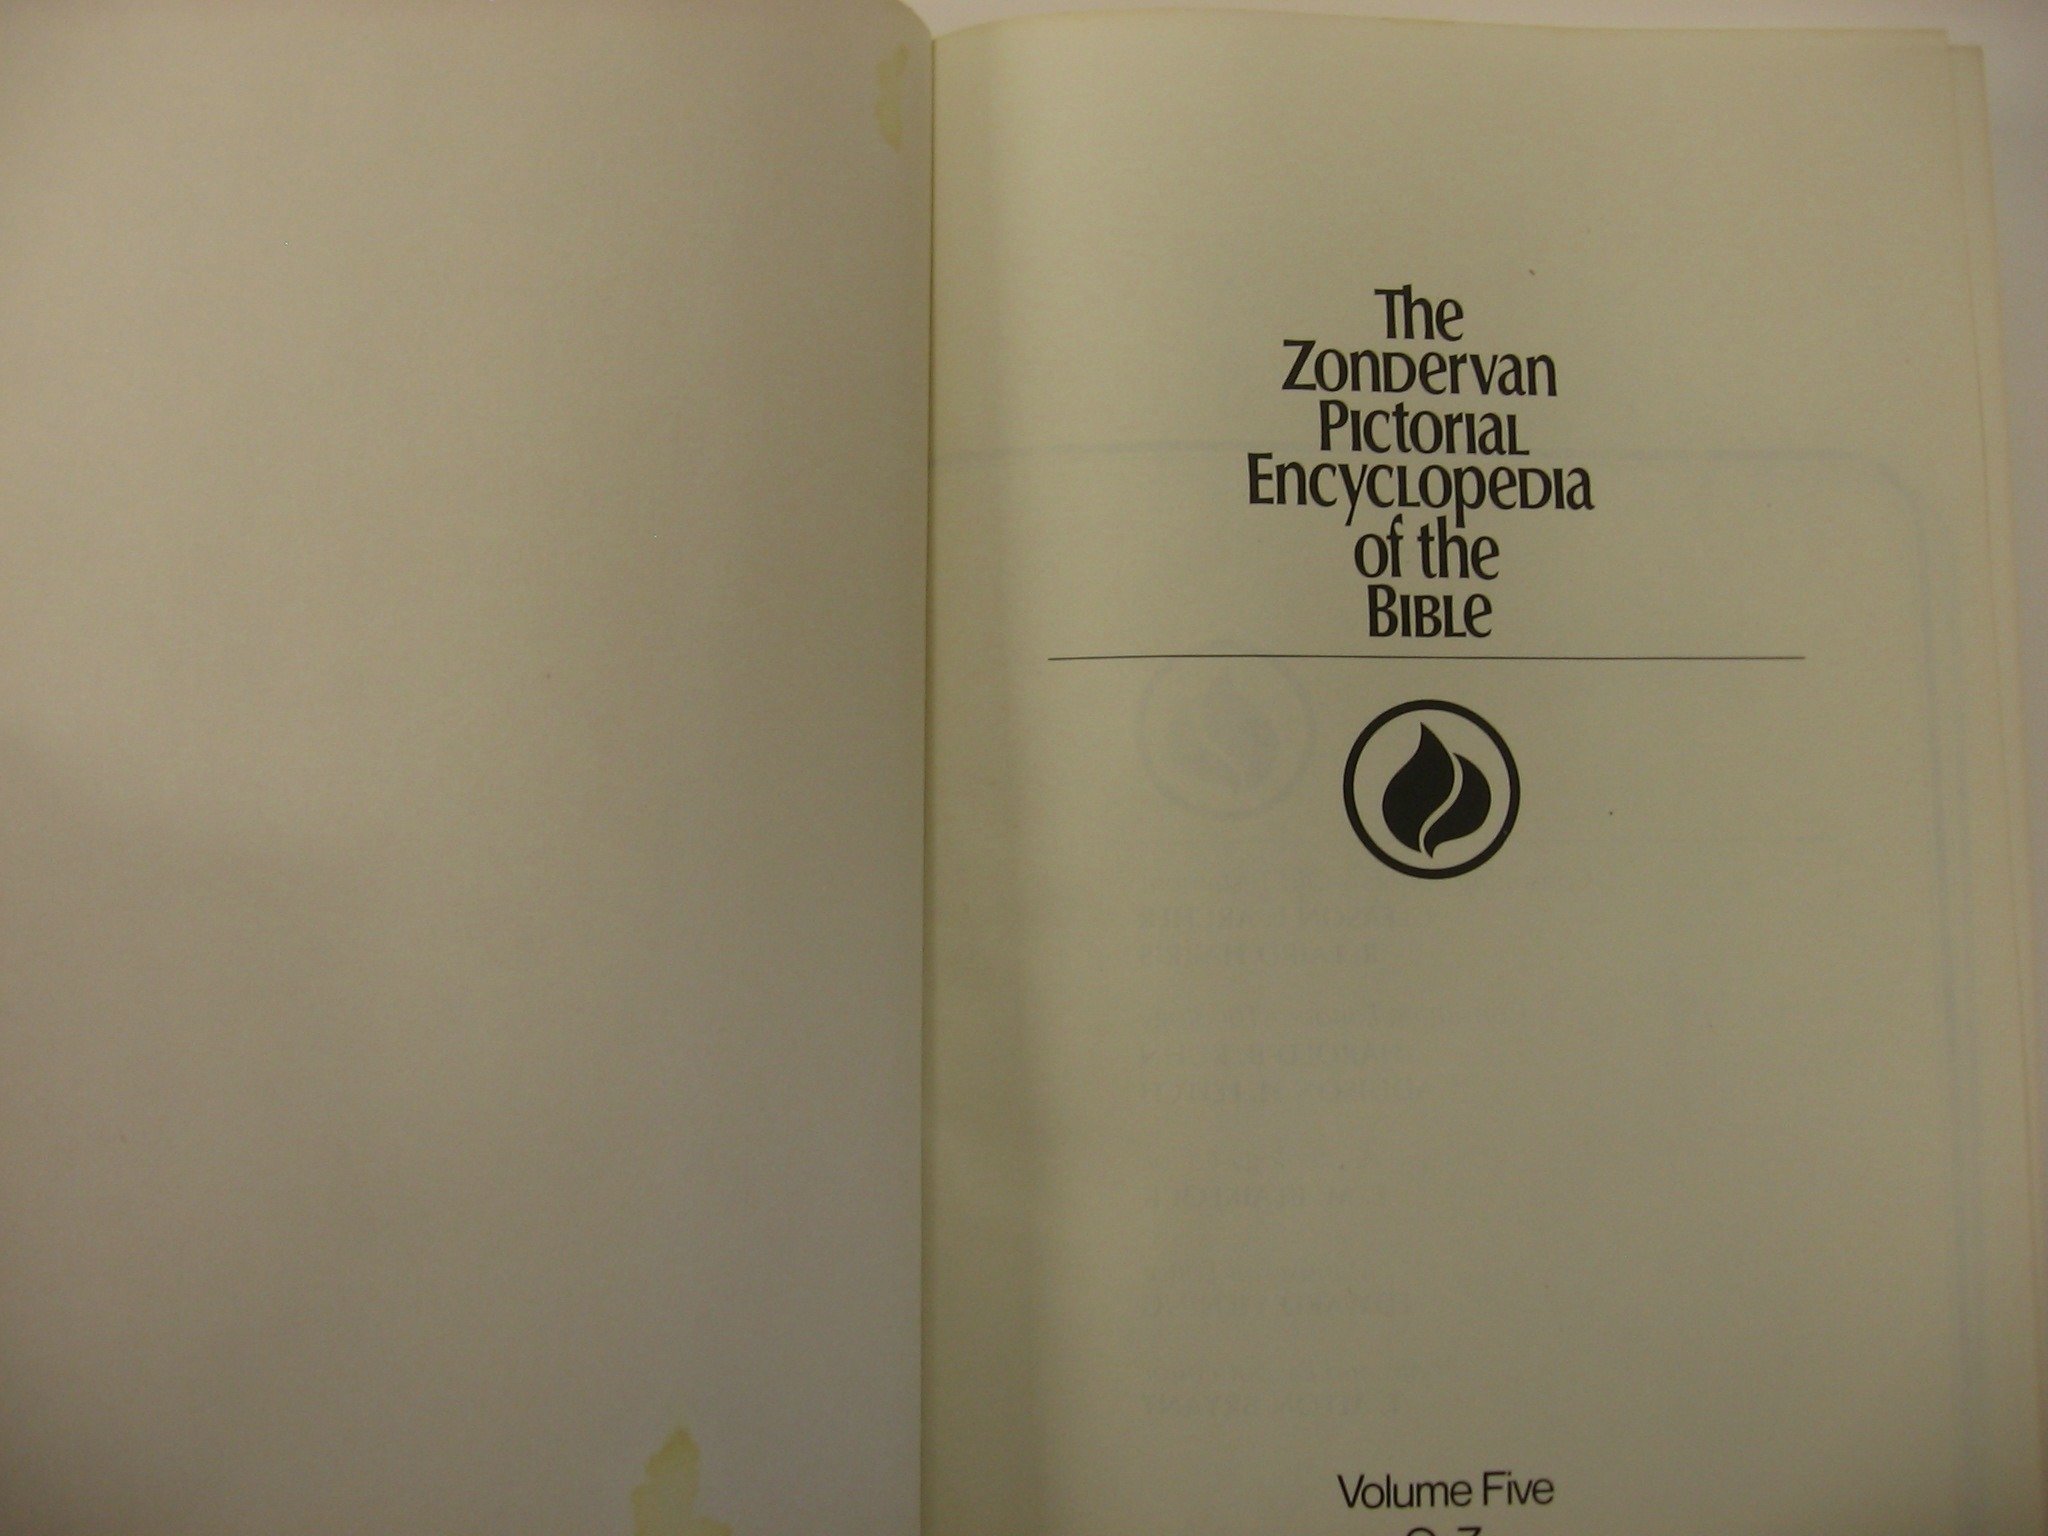 The
Zondervan
Pictorial
Encyclopedia
of the
Bible
Volume Five